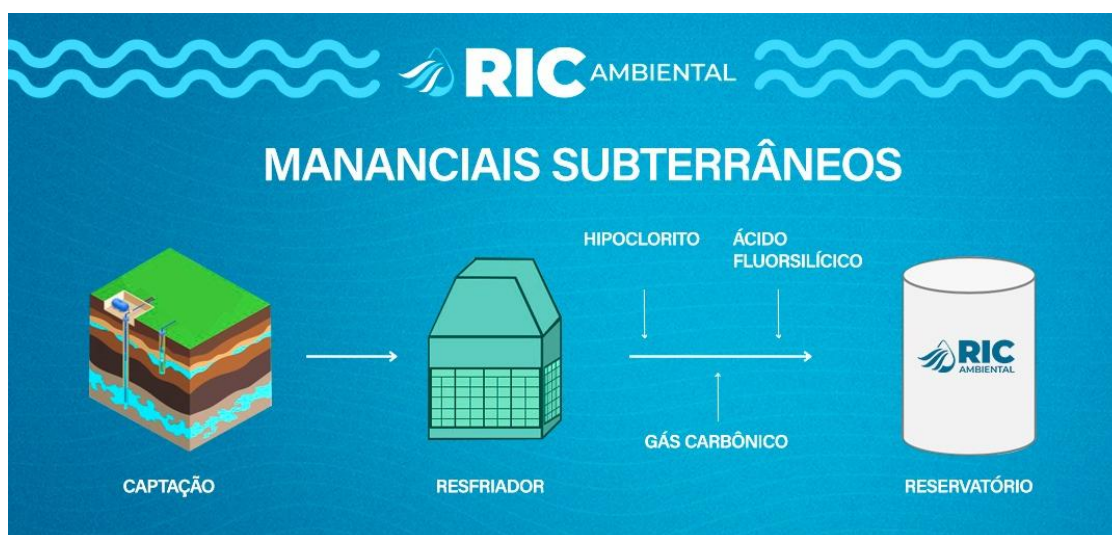 RIC AMBIENTAL
MANANCIAIS SUBTERRÂNEOS
HIPOCLORITO
ÁCIDO
FLUORSILÍCICO
RIC
AMBIENTAL
GÁS CARBÔNICO
CAPTAÇÃO
RESFRIADOR
RESERVATÓRIO